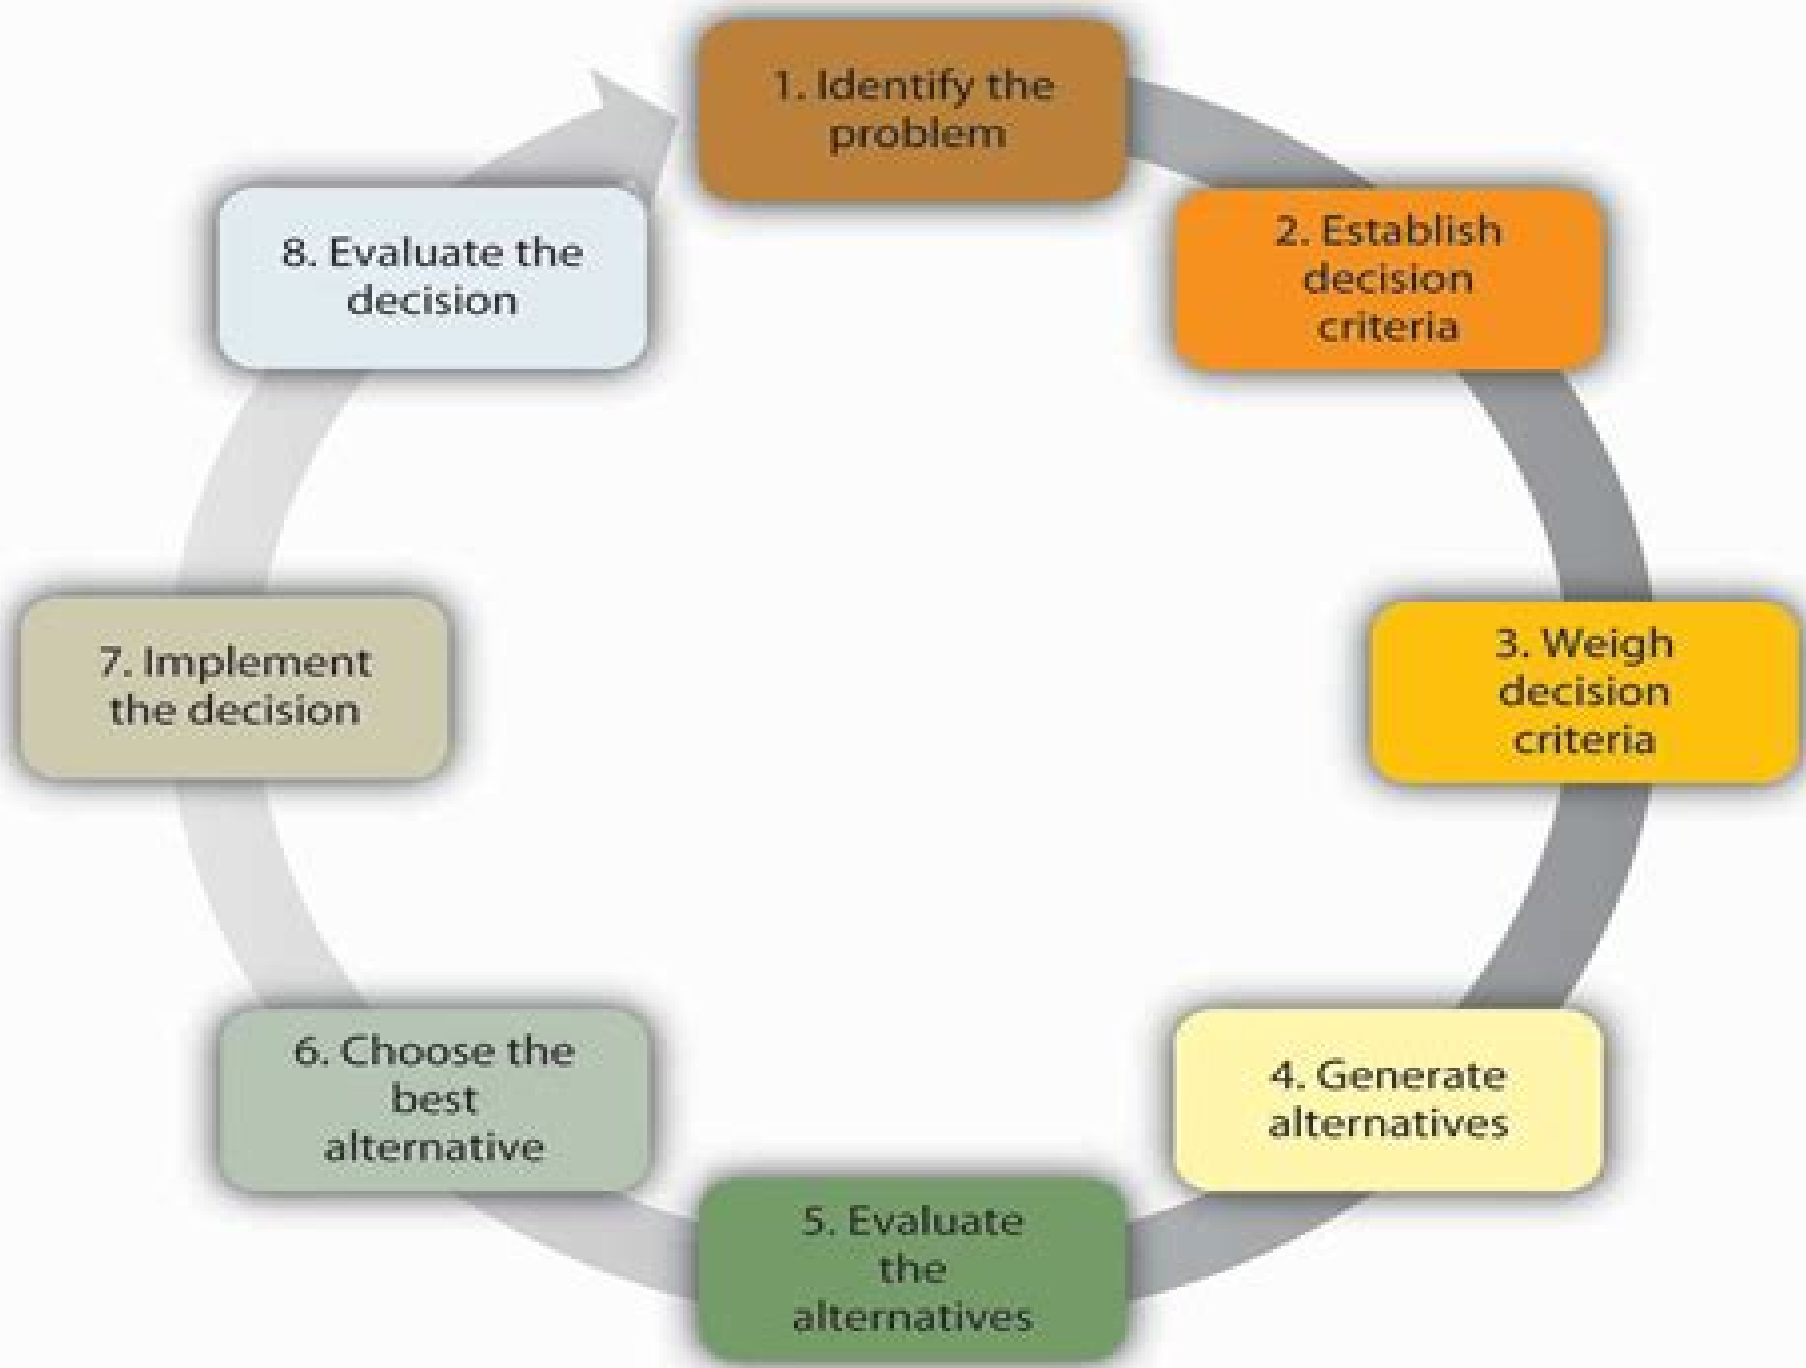 1. Identify the
problem
2. Establish
decision
criteria
3. Weigh
decision
criteria
4. Generate
alternatives
5. Evaluate
the
alternatives
6. Choose the
best
alternative
7. Implement
the decision
8. Evaluate the
decision